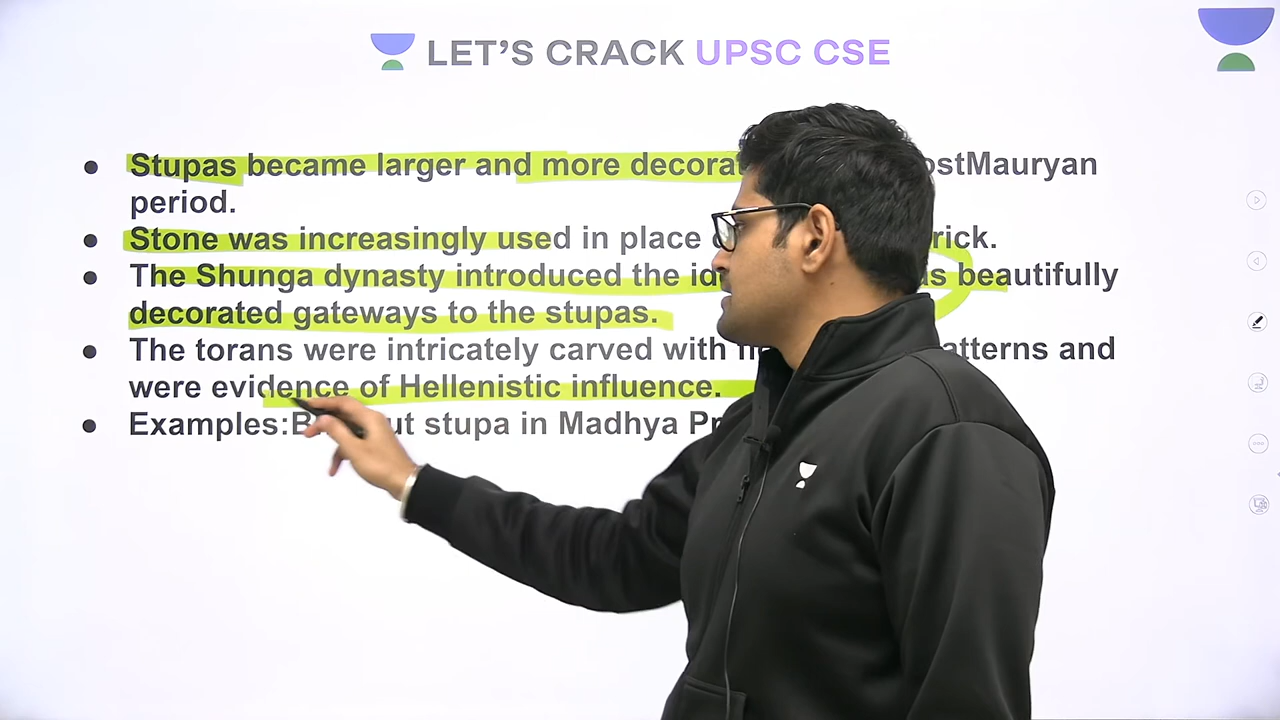 LET'S CRACK UPSC CSE
Stupas became larger and more decorat ostMauryan
period.
Stone was increasingly used in place rick.
The Shunga dynasty introduced the id as beautifully
decorated gateways to the stupas.
The torans were intricately carved with atterns and
were evidence of Hellenistic influence.
Examples: ut stupa in Madhya Pr